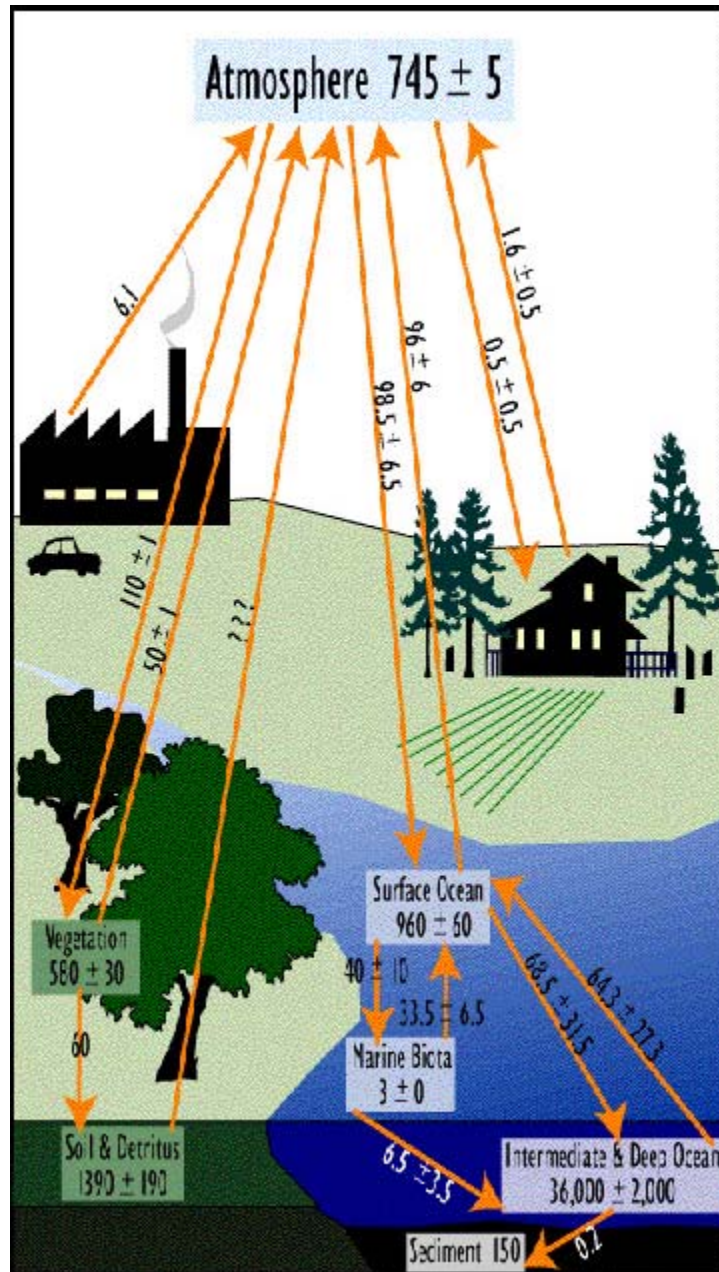 Atmosphere 745 ± 5
6.1
1.6 ±0.5
96 ± 6
0.5 ±0.5
98.5 ± 6.5
110 ± 1
50 ± 1
???
Surface Ocean
960 ± 60
Vegetation
580 ± 30
40 ± 10
68.5 ± 31.5
64.3 ± 27.3
33.5 ± 6.5
60
Marine Biota
3 ± 0
Soil & Detritus
1390 ± 190
6.5 ±3.5
Intermediate & Deep Ocean
36,000 ± 2,000
Sediment 150
0.2